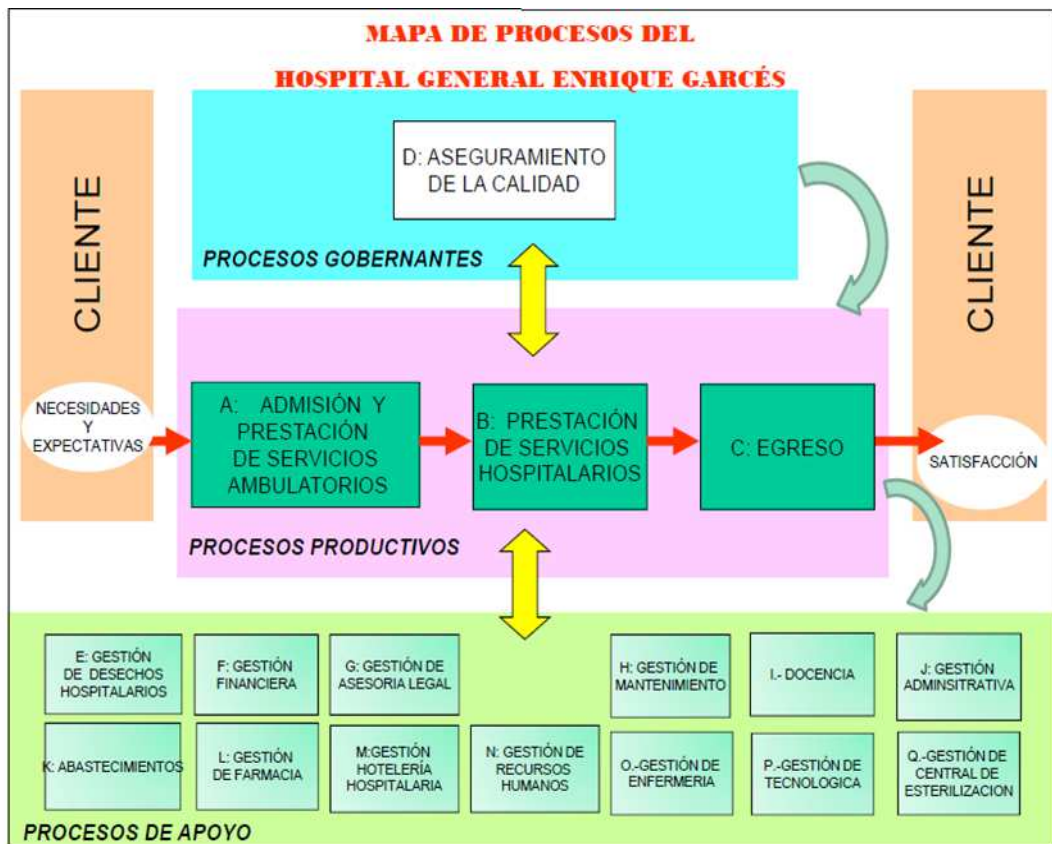 MAPA DE PROCESOS DEL
HOSPITAL GENERAL ENRIQUE GARCÉS
CLIENTE
D: ASEGURAMIENTO
DE LA CALIDAD
PROCESOS GOBERNANTES
CLIENTE
NECESIDADES
Y
EXPECTATIVAS
A: ADMISIÓN Y
PRESTACIÓN
DE SERVICIOS
AMBULATORIOS
B: PRESTACIÓN
DE SERVICIOS
HOSPITALARIOS
C: EGRESO
SATISFACCIÓN
PROCESOS PRODUCTIVOS
E: GESTIÓN
DE DESECHOS
HOSPITALARIOS
F: GESTIÓN
FINANCIERA
G: GESTIÓN DE
ASESORIA LEGAL
H: GESTIÓN DE
MANTENIMIENTO
I.- DOCENCIA
J: GESTIÓN
ADMINSITRATIVA
K: ABASTECIMIENTOS
L: GESTIÓN
DE FARMACIA
M:GESTIÓN
HOTELERÍA
HOSPITALARIA
N: GESTIÓN DE
RECURSOS
HUMANOS
O.-GESTIÓN DE
ENFERMERIA
P.-GESTIÓN DE
TECNOLOGICA
Q.-GESTIÓN DE
CENTRAL DE
ESTERILIZACION
PROCESOS DE APOYO